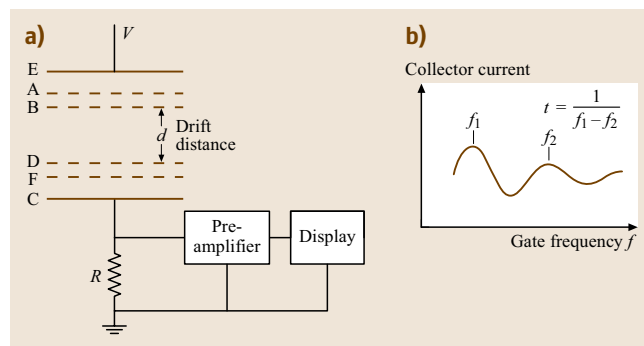 a)
V
E
A
B
d Drift
distance
D
F
C
Pre-
amplifier
Display
R
b)
Collector current
t = 1 / (f₁ – f₂)
f₁
f₂
Gate frequency f